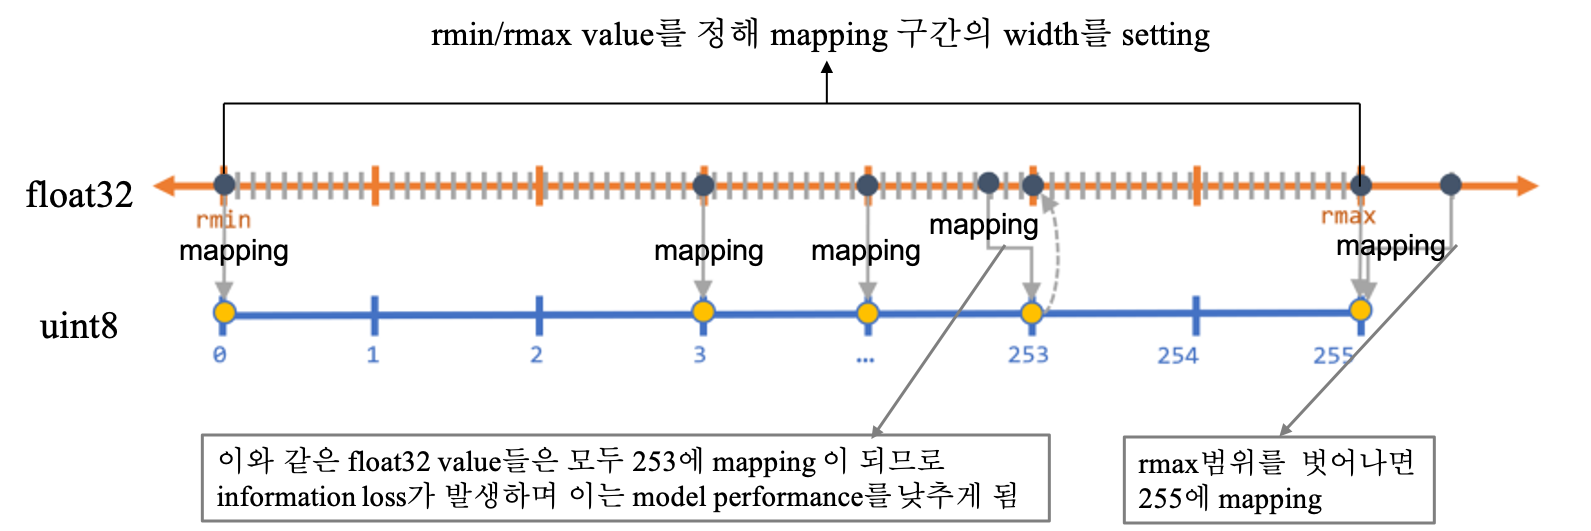 rmin/rmax value를 정해 mapping 구간의 width를 setting
float32
rmin
rmax
mapping
mapping
mapping
mapping
mapping
uint8
0
1
2
3
...
253
254
255
이와 같은 float32 value들은 모두 253에 mapping 이 되므로
information loss가 발생하며 이는 model performance를 낮추게 됨
rmax범위를 벗어나면
255에 mapping